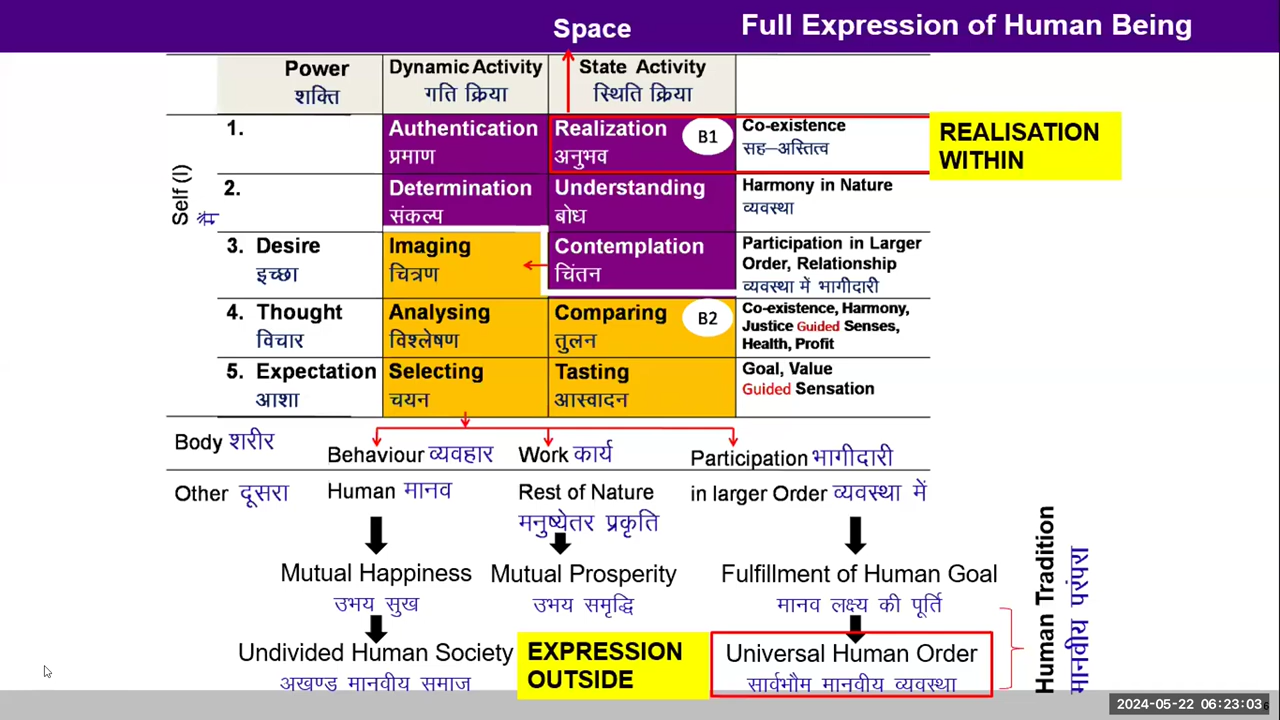 Space
Full Expression of Human Being
Power
शक्ति
Dynamic Activity
गति क्रिया
State Activity
स्थिति क्रिया
Self (I)
मैं
1.
Authentication
प्रमाण
Realization
अनुभव
B1
Co-existence
सह–अस्तित्व
REALISATION
WITHIN
2.
Determination
संकल्प
Understanding
बोध
Harmony in Nature
व्यवस्था
3. Desire
इच्छा
Imaging
चित्रण
Contemplation
चिंतन
Participation in Larger
Order, Relationship
व्यवस्था में भागीदारी
4. Thought
विचार
Analysing
विश्लेषण
Comparing
तुलन
B2
Co-existence, Harmony,
Justice Guided Senses,
Health, Profit
5. Expectation
आशा
Selecting
चयन
Tasting
आस्वादन
Goal, Value
Guided Sensation
Body शरीर
Behaviour व्यवहार
Work कार्य
Participation भागीदारी
Other दूसरा
Human मानव
Rest of Nature
मनुष्येतर प्रकृति
in larger Order व्यवस्था में
Mutual Happiness
उभय सुख
Mutual Prosperity
उभय समृद्धि
Fulfillment of Human Goal
मानव लक्ष्य की पूर्ति
Undivided Human Society
अखण्ड मानवीय समाज
EXPRESSION
OUTSIDE
Universal Human Order
सार्वभौम मानवीय व्यवस्था
Human Tradition
मानवीय परंपरा
2024-05-22 06:23:03